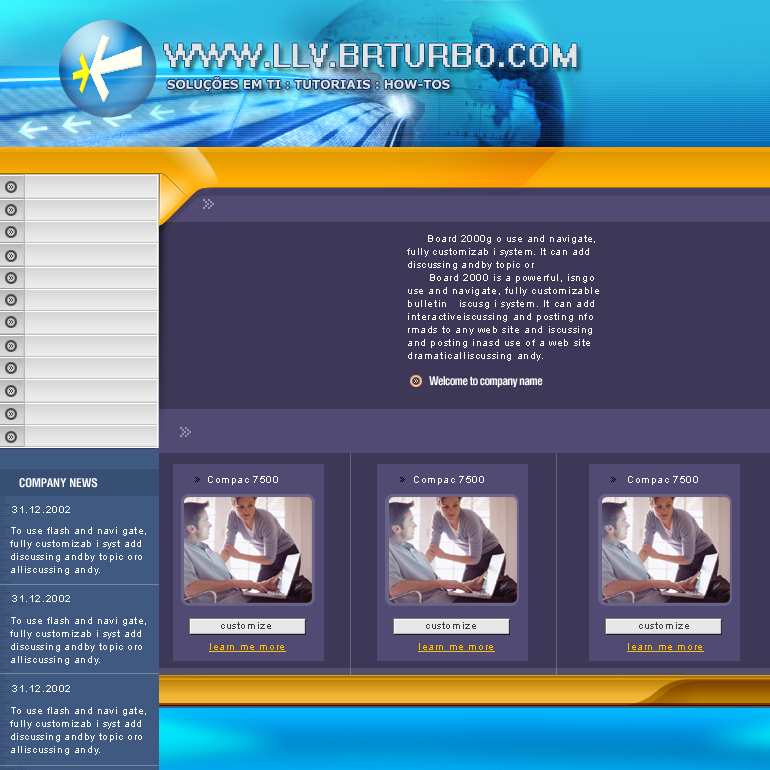 WWW.LLV.BRTURBO.COM
SOLUÇÕES EM TI : TUTORIAIS : HOW-TOS
Board 2000g o use and navigate,
fully customizab i system. It can add
discussing andby topic or
Board 2000 is a powerful, isngo
use and navigate, fully customizable
bulletin iscusg i system. It can add
interactiveiscussing and posting nfo
rmads to any web site and iscussing
and posting inasd use of a web site
dramaticalliscussing andy.
Welcome to company name
COMPANY NEWS
31.12.2002
To use flash and navi gate,
fully customizab i syst add
discussing andby topic oro
alliscussing andy.
31.12.2002
To use flash and navi gate,
fully customizab i syst add
discussing andby topic oro
alliscussing andy.
31.12.2002
To use flash and navi gate,
fully customizab i syst add
discussing andby topic oro
alliscussing andy.
Compac 7500
customize
learn me more
Compac 7500
customize
learn me more
Compac 7500
customize
learn me more